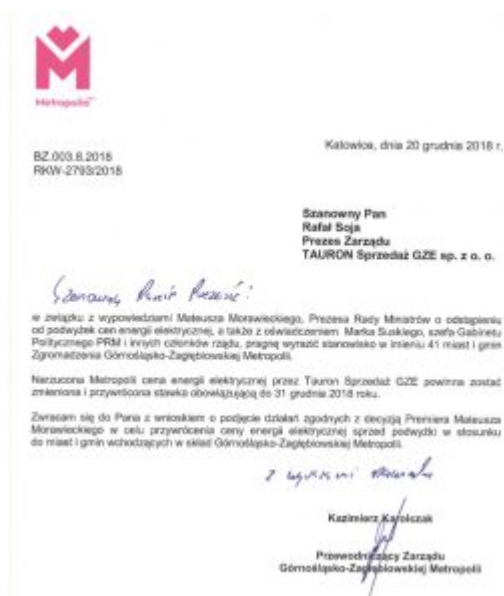 Metropolia
Katowice, dnia 20 grudnia 2018 r.
BZ.003.8.2018
RKW-2793/2018
Szanowny Pan
Rafał Soja
Prezes Zarządu
TAURON Sprzedaż GZE sp. z o. o.
Szanowny Panie Prezesie!
w związku z wypowiedziami Mateusza Morawieckiego, Prezesa Rady Ministrów o odstąpieniu
od podwyżek cen energii elektrycznej, a także z oświadczeniem Marka Suskiego, szefa Gabinetu
Politycznego PRM i innych członków rządu, pragnę wyrazić stanowisko w imieniu 41 miast i gmin
Zgromadzenia Górnośląsko-Zagłębiowskiej Metropolii.
Narzucona Metropolii cena energii elektrycznej przez Tauron Sprzedaż GZE powinna zostać
zmieniona i przywrócona stawka obowiązującą do 31 grudnia 2018 roku.
Zwracam się do Pana z wnioskiem o podjęcie działań zgodnych z decyzją Premiera Mateusza
Morawieckiego w celu przywrócenia ceny energii elektrycznej sprzed podwyżki w stosunku
do miast i gmin wchodzących w skład Górnośląsko-Zagłębiowskiej Metropolii.
Z wyrazami szacunku
Kazimierz Karolczak
Przewodniczący Zarządu
Górnośląsko-Zagłębiowskiej Metropolii